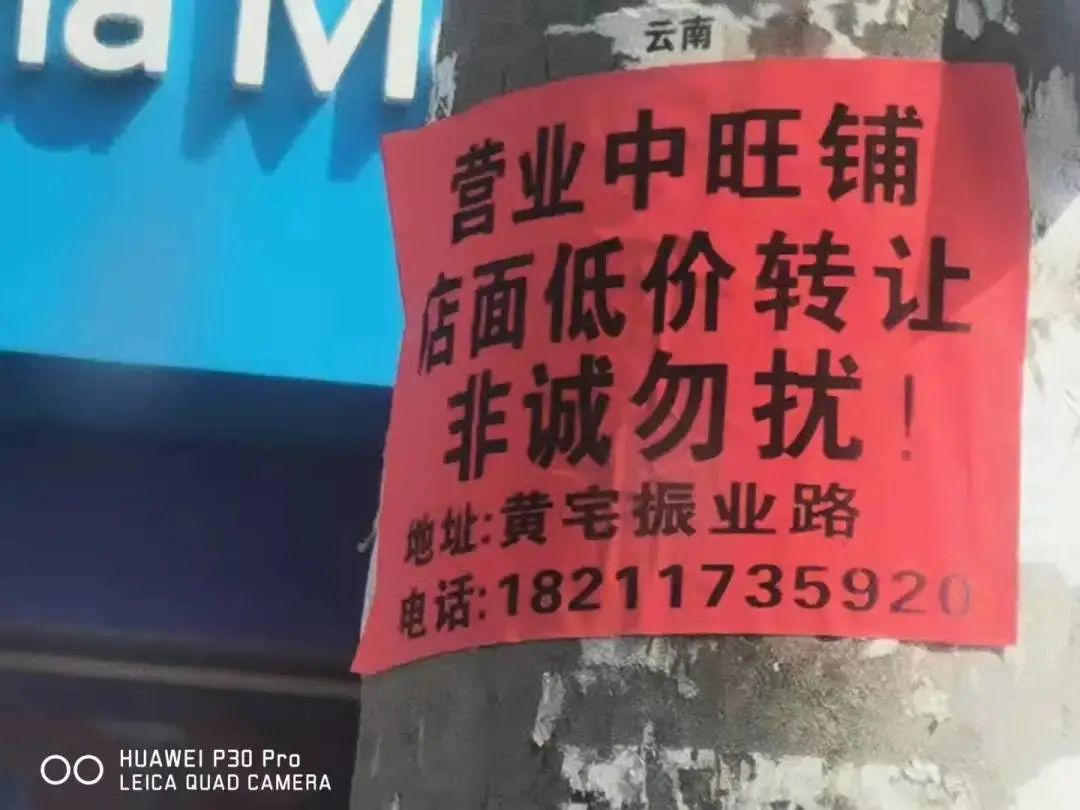 云南
营业中旺铺
店面低价转让
非诚勿扰!
地址:黄宅振业路
电话:18211735920
HUAWEI P30 Pro
LEICA QUAD CAMERA